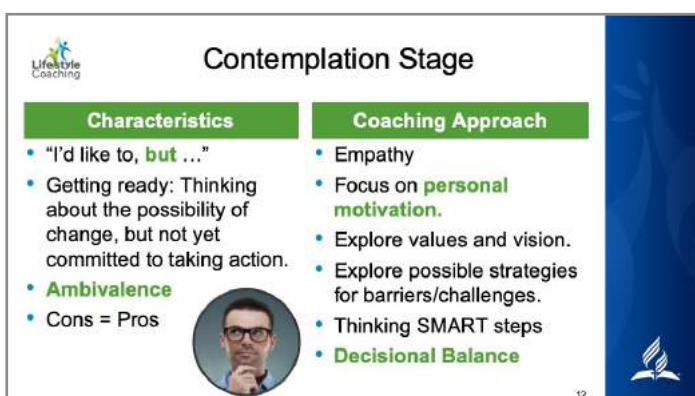 Lifestyle
Coaching
Contemplation Stage
Characteristics
• “I’d like to, but …”
• Getting ready: Thinking
about the possibility of
change, but not yet
committed to taking action.
• Ambivalence
• Cons = Pros
Coaching Approach
• Empathy
• Focus on personal
motivation.
• Explore values and vision.
• Explore possible strategies
for barriers/challenges.
• Thinking SMART steps
• Decisional Balance